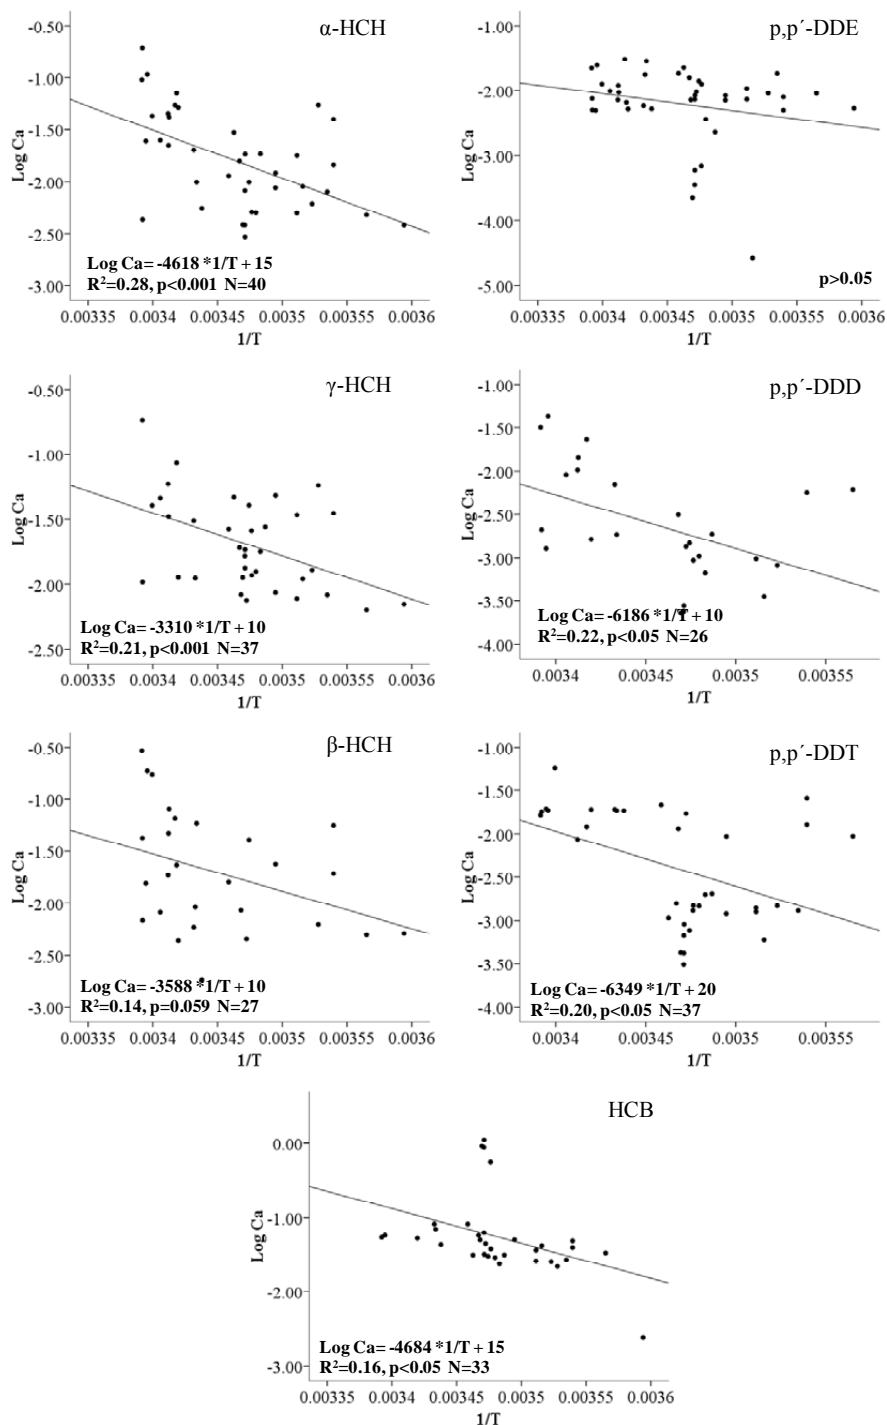 α-HCH
-0.50
-1.00
-1.50
-2.00
-2.50
-3.00
Log Ca
Log Ca= -4618 *1/T + 15
R²=0.28, p<0.001 N=40
0.00335 0.0034 0.00345 0.0035 0.00355 0.0036
1/T
p,p´-DDE
-1.00
-2.00
-3.00
-4.00
-5.00
Log Ca
p>0.05
0.00335 0.0034 0.00345 0.0035 0.00355 0.0036
1/T
γ-HCH
-0.50
-1.00
-1.50
-2.00
-2.50
Log Ca
Log Ca= -3310 *1/T + 10
R²=0.21, p<0.001 N=37
0.00335 0.0034 0.00345 0.0035 0.00355 0.0036
1/T
p,p´-DDD
-1.00
-1.50
-2.00
-2.50
-3.00
-3.50
-4.00
Log Ca
Log Ca= -6186 *1/T + 10
R²=0.22, p<0.05 N=26
0.0034 0.00345 0.0035 0.00355
1/T
β-HCH
-0.50
-1.00
-1.50
-2.00
-2.50
-3.00
Log Ca
Log Ca= -3588 *1/T + 10
R²=0.14, p=0.059 N=27
0.00335 0.0034 0.00345 0.0035 0.00355 0.0036
1/T
p,p´-DDT
-1.00
-1.50
-2.00
-2.50
-3.00
-3.50
-4.00
Log Ca
Log Ca= -6349 *1/T + 20
R²=0.20, p<0.05 N=37
0.0034 0.00345 0.0035 0.00355
1/T
HCB
0.00
-1.00
-2.00
-3.00
Log Ca
Log Ca= -4684 *1/T + 15
R²=0.16, p<0.05 N=33
0.00335 0.0034 0.00345 0.0035 0.00355 0.0036
1/T